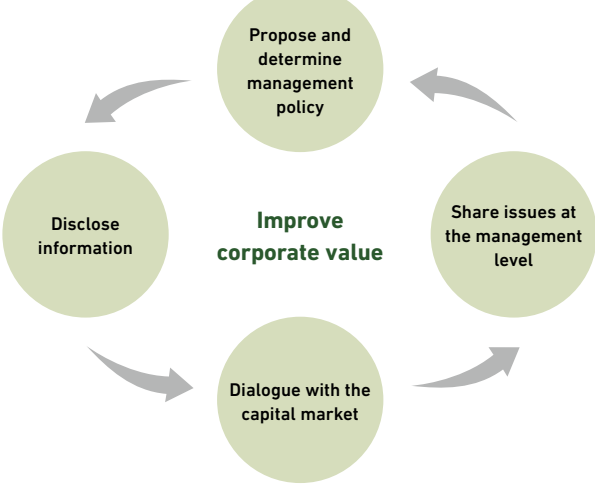 Propose and
determine
management
policy
Disclose
information
Improve
corporate value
Share issues at
the management
level
Dialogue with the
capital market